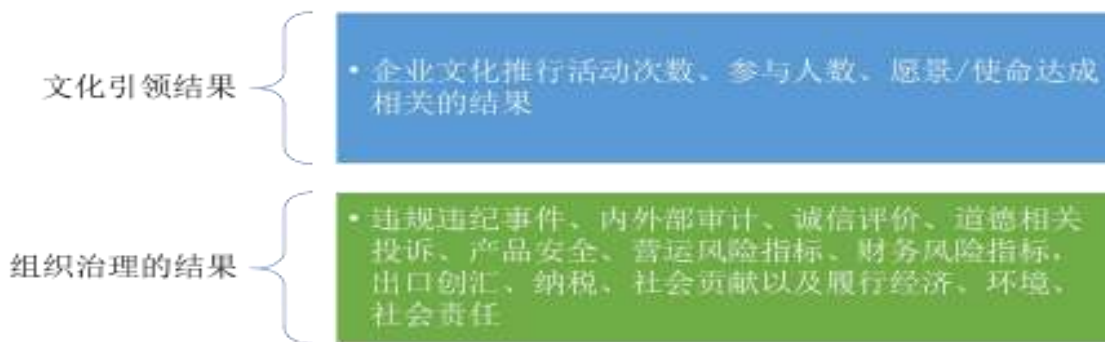 文化引领结果
• 企业文化推行活动次数、参与人数、愿景/使命达成
相关的结果
组织治理的结果
• 违规违纪事件、内外部审计、诚信评价、道德相关
投诉、产品安全、营运风险指标、财务风险指标，
出口创汇、纳税、社会贡献以及履行经济、环境、
社会责任